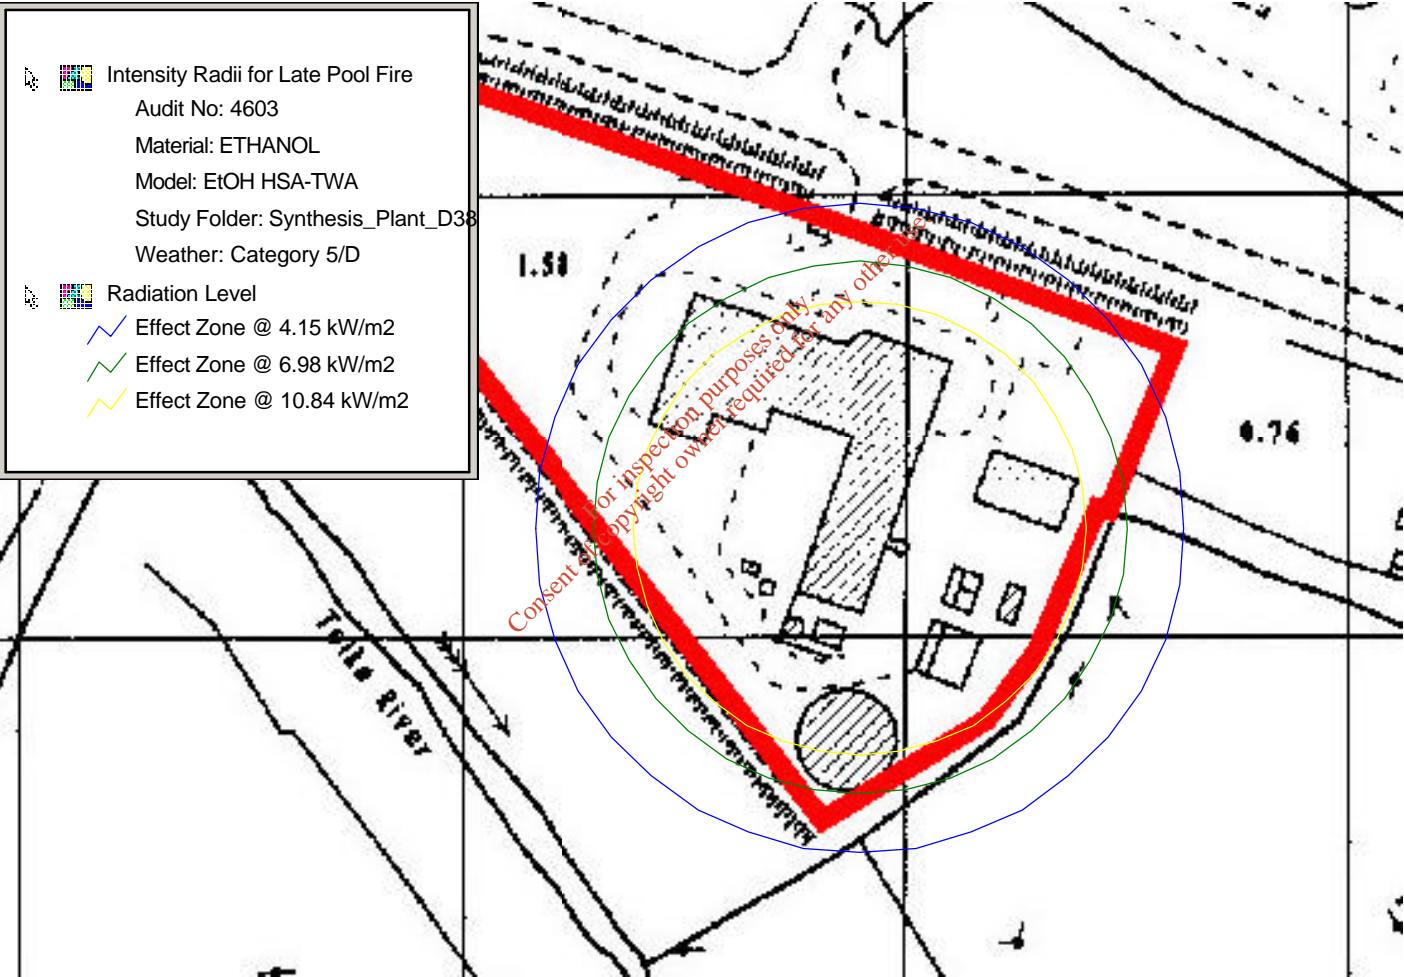 Intensity Radii for Late Pool Fire
Audit No: 4603
Material: ETHANOL
Model: EtOH HSA-TWA
Study Folder: Synthesis_Plant_D38
Weather: Category 5/D
Radiation Level
Effect Zone @ 4.15 kW/m2
Effect Zone @ 6.98 kW/m2
Effect Zone @ 10.84 kW/m2
1.58
For inspection purposes only.
Consent of copyright owner required for any other use.
River